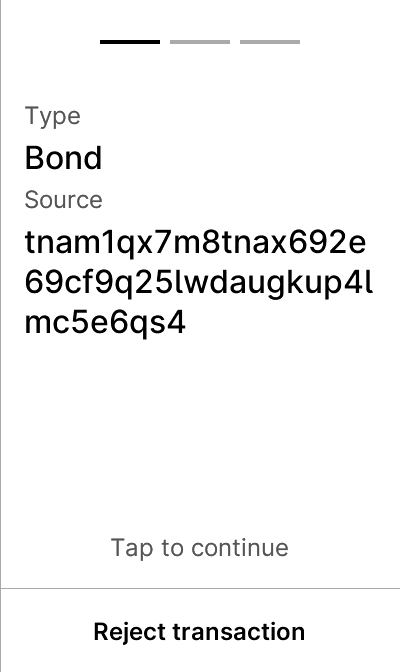 Type
Bond
Source
tnam1qx7m8tnax692e
69cf9q25lwdaugkup4l
mc5e6qs4
Tap to continue
Reject transaction